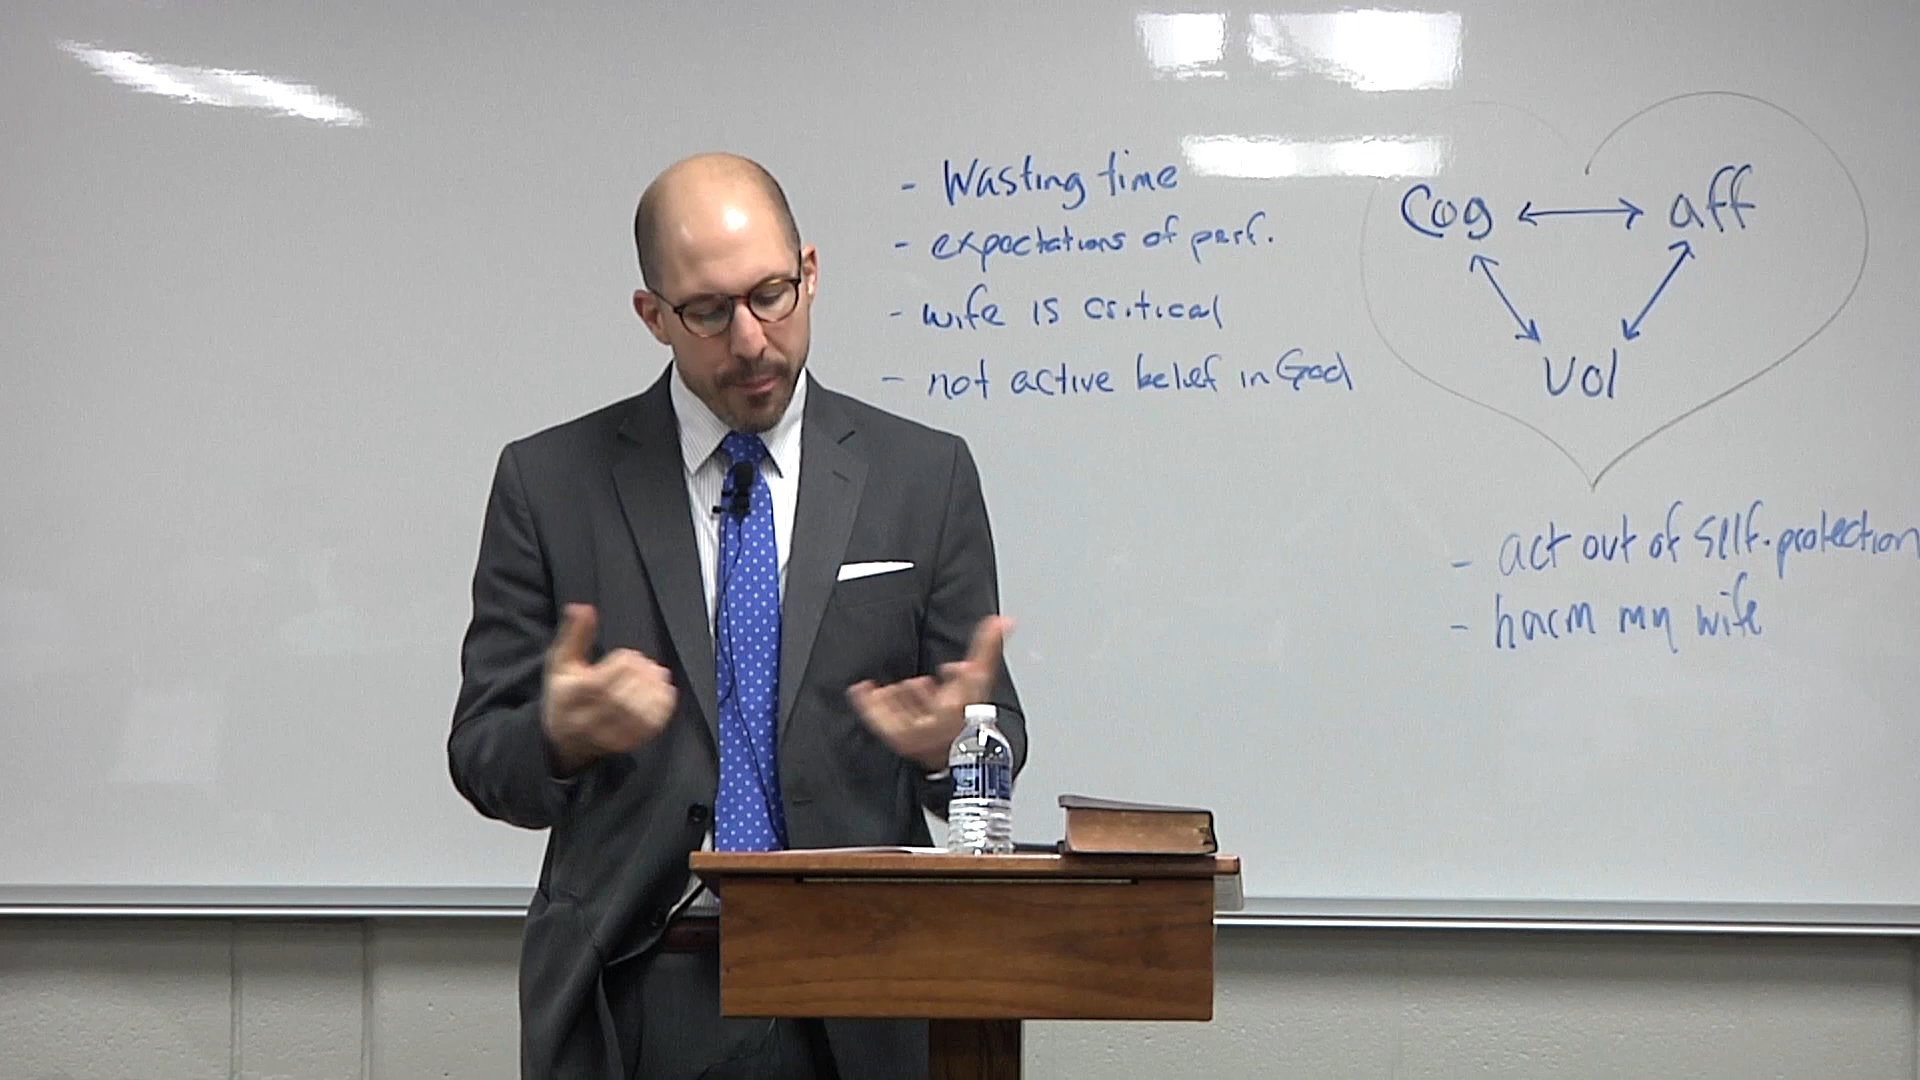 - Wasting time
- expectations of perf.
- wife is critical
- not active belief in God
Cog ↔ aff
vol
- act out of self-protection
- harm my wife